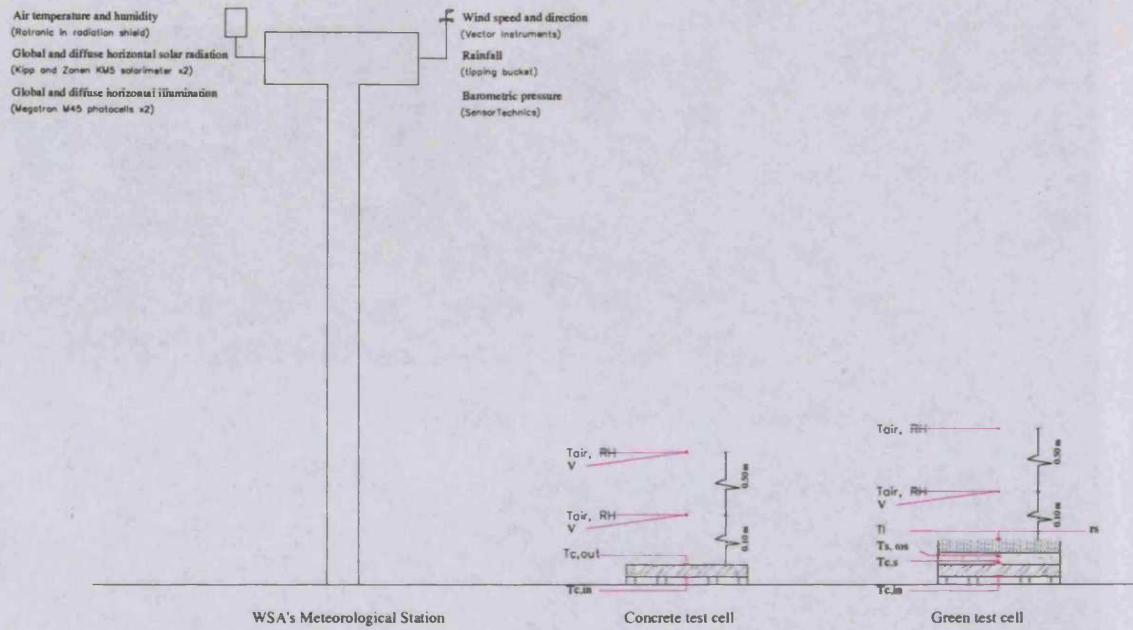 Air temperature and humidity
(Rotronic in radiation shield)
Global and diffuse horizontal solar radiation
(Kipp and Zonen KM5 solarimeter x2)
Global and diffuse horizontal illumination
(Megatron M45 photocells x2)
Wind speed and direction
(Vector instruments)
Rainfall
(tipping bucket)
Barometric pressure
(SensorTechnics)
Tair, RH
V
0.50 m
Tair, RH
V
0.10 m
Tc,out
Tc,in
Tair, RH
0.50 m
Tair, RH
V
0.10 m
Tl
rs
Ts, ωs
Tc,s
Tc,in
WSA's Meteorological Station
Concrete test cell
Green test cell